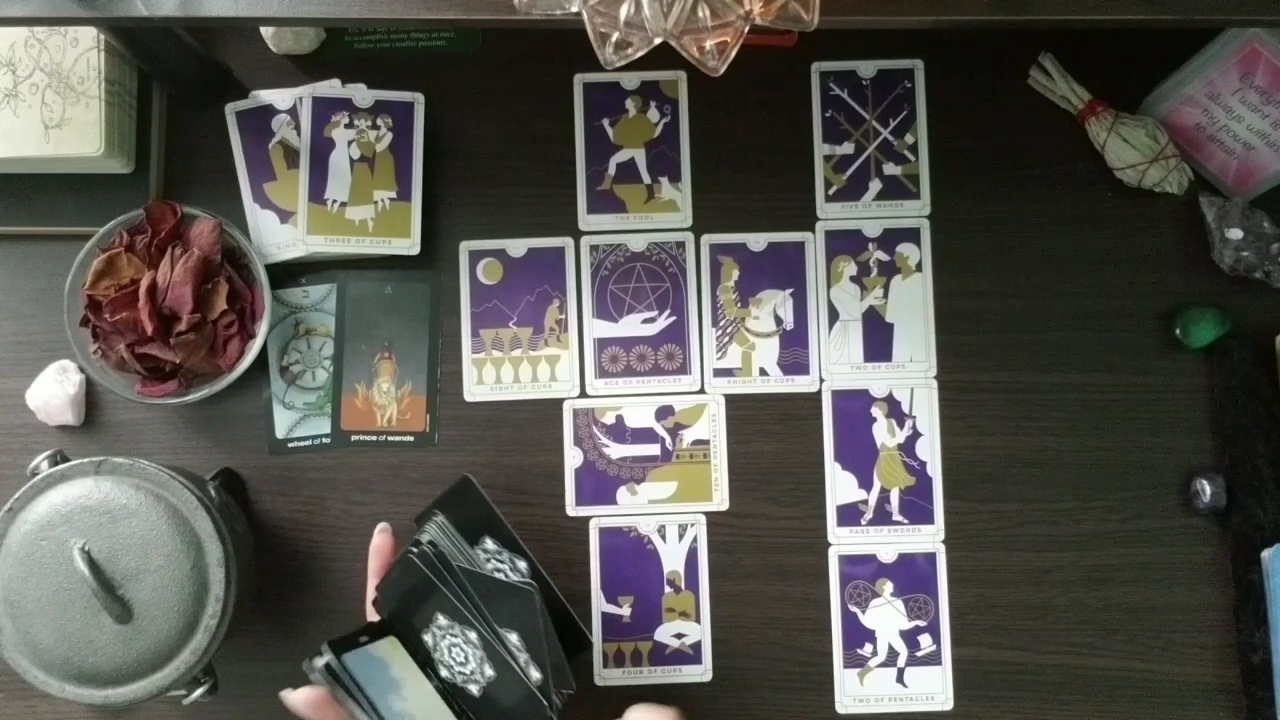 accomplish many things at once,
follow your creative passions.
Every
I want
always within
my power
to attain
THE FOOL
FIVE OF WANDS
KING
THREE OF CUPS
EIGHT OF CUPS
ACE OF PENTACLES
KNIGHT OF CUPS
TWO OF CUPS
X
wheel of fo
prince of wands
TEN OF PENTACLES
PAGE OF SWORDS
FOUR OF CUPS
TWO OF PENTACLES